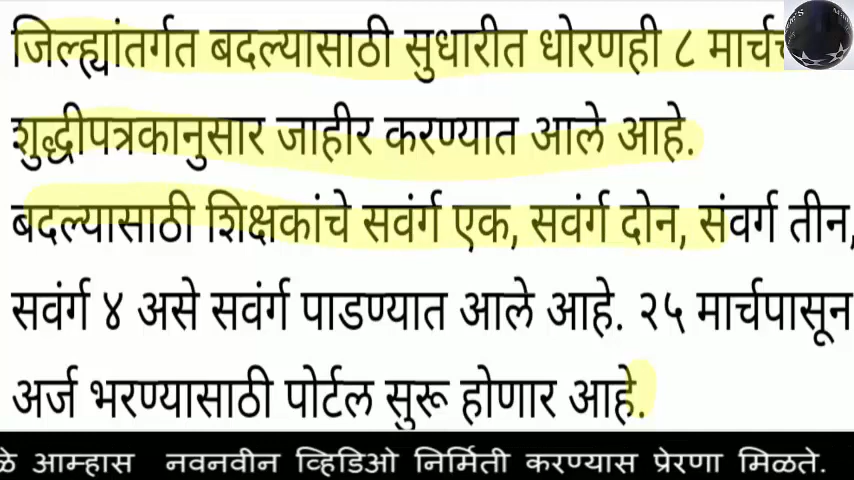 जिल्ह्यांतर्गत बदल्यासाठी सुधारीत धोरणही ८
शुद्धीपत्रकानुसार जाहीर करण्यात आले आहे.
बदल्यासाठी शिक्षकांचे सवंर्ग एक, सवंर्ग दोन, संवर्ग तीन,
सवंर्ग ४ असे सवंर्ग पाडण्यात आले आहे. २५ मार्चपासून
अर्ज भरण्यासाठी पोर्टल सुरू होणार आहे.
आम्हास नवनवीन व्हिडिओ निर्मिती करण्यास प्रेरणा मिळते.